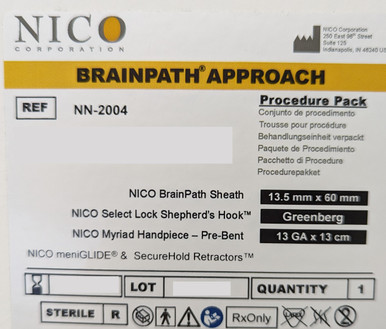 NICO
CORPORATION
NICO Corporation
250 East 96th Street
Suite 125
Indianapolis, IN 46240
BRAINPATH® APPROACH
REF
NN-2004
Procedure Pack
Conjunto de procedimento
Trousse pour procédure
Behandlungseinheit verpackt
Paquete de Procedimiento
Pacchetto di Procedure
Procedurepakket
NICO BrainPath Sheath 13.5 mm x 60 mm
NICO Select Lock Shepherd's Hook™ Greenberg
NICO Myriad Handpiece – Pre-Bent 13 GA x 13 cm
NICO meniGLIDE® & SecureHold Retractors™
LOT
QUANTITY 1
STERILE R
RxOnly